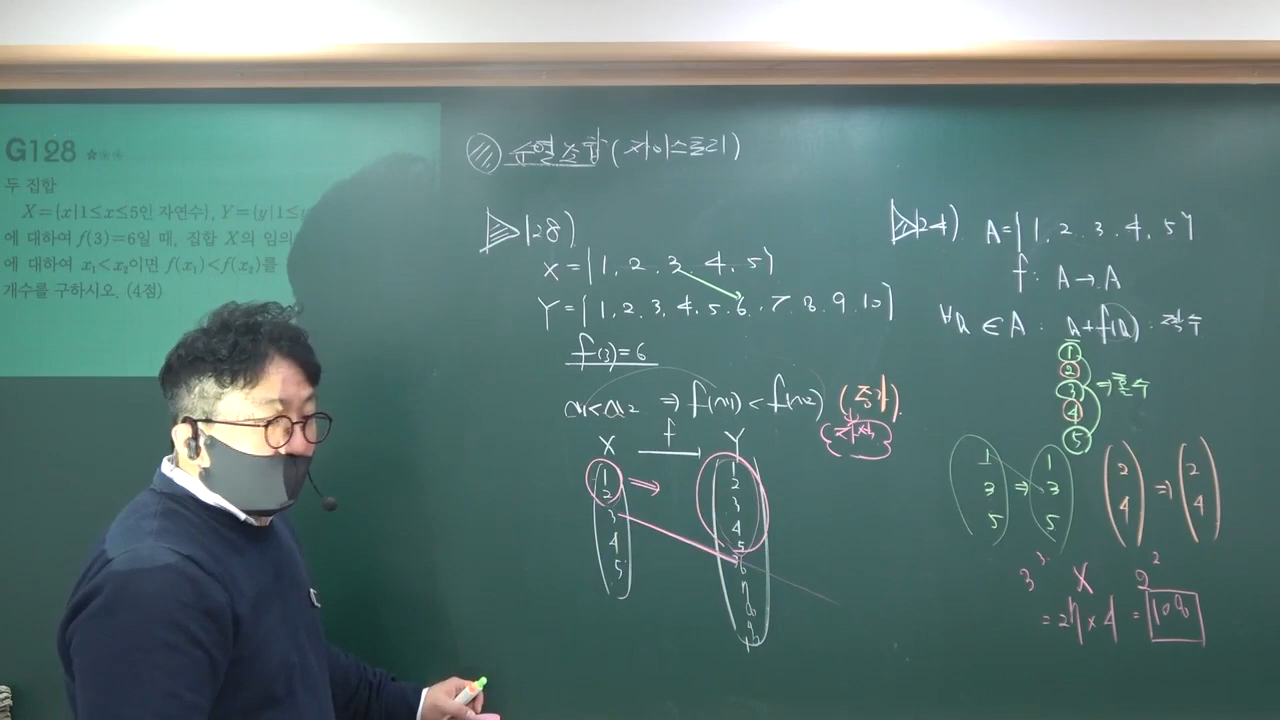 G128
두 집합
X={x|1≤x≤5인 자연수}, Y={y|1≤
에 대하여 f(3)=6일 때, 집합 X의 임의
에 대하여 x₁<x₂이면 f(x₁)<f(x₂)를
개수를 구하시오. (4점)
순열조합(자이스토리)
128)
X={1, 2, 3, 4, 5}
Y={1, 2, 3, 4, 5, 6, 7, 8, 9, 10}
f(3)=6
x1<x2 ⇒ f(x1)<f(x2) (증가)
X f Y
1 1
2 2
3 3
4 4
5 5
6
7
8
9
10
124) A={1, 2, 3, 4, 5}
f: A→A
∀a ∈A : a+f(a) : 짝수
1
2
3 ⇒홀수
4
5
1 1 2 2
3 ⇒ 3 ⇒
5 5 4 4
3³ X 2²
=27×4 = 108